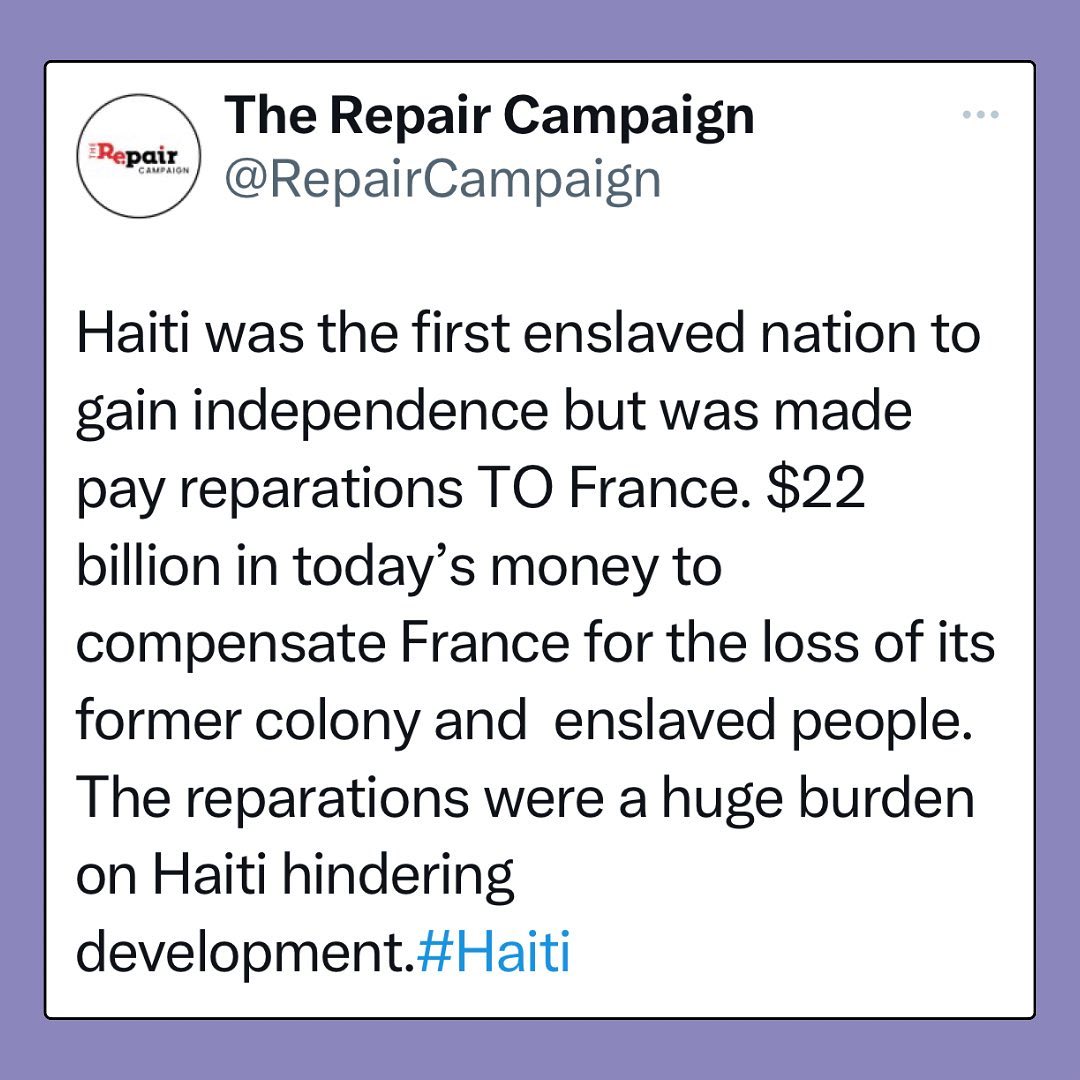 The Repair Campaign
@RepairCampaign
THE
Repair
CAMPAIGN
Haiti was the first enslaved nation to
gain independence but was made
pay reparations TO France. $22
billion in today’s money to
compensate France for the loss of its
former colony and  enslaved people.
The reparations were a huge burden
on Haiti hindering
development.#Haiti